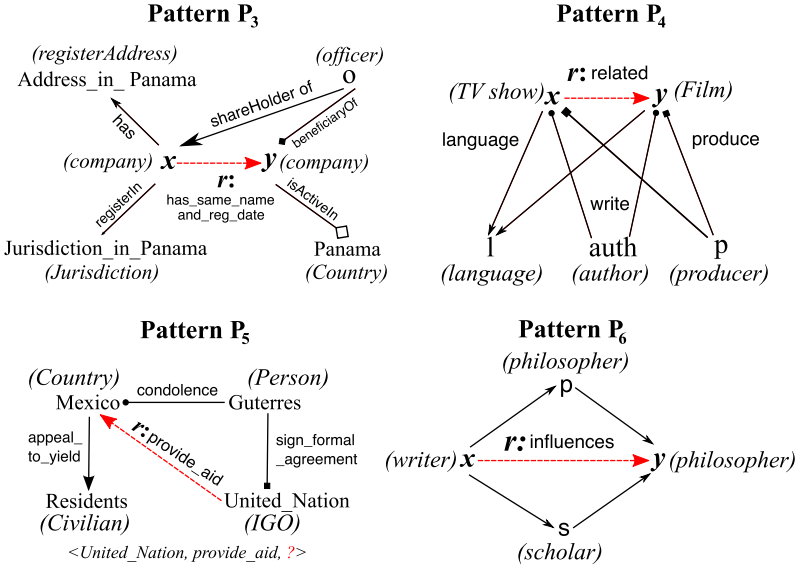 Pattern P3
(registerAddress)
Address_in_ Panama
(officer)
o
has
shareHolder of
beneficiaryOf
(company) x
y (company)
r:
has_same_name
and_reg_date
registerIn
isActiveIn
Jurisdiction_in_Panama
(Jurisdiction)
Panama
(Country)
Pattern P4
r: related
(TV show) x
y (Film)
language
produce
write
l
auth
p
(language)
(author)
(producer)
Pattern P5
(Country)
(Person)
condolence
Mexico
Guterres
appeal_
to_yield
r: provide_aid
sign_formal
_agreement
Residents
United_Nation
(Civilian)
(IGO)
<United_Nation, provide_aid, ?>
Pattern P6
(philosopher)
p
r: influences
(writer) x
y (philosopher)
s
(scholar)